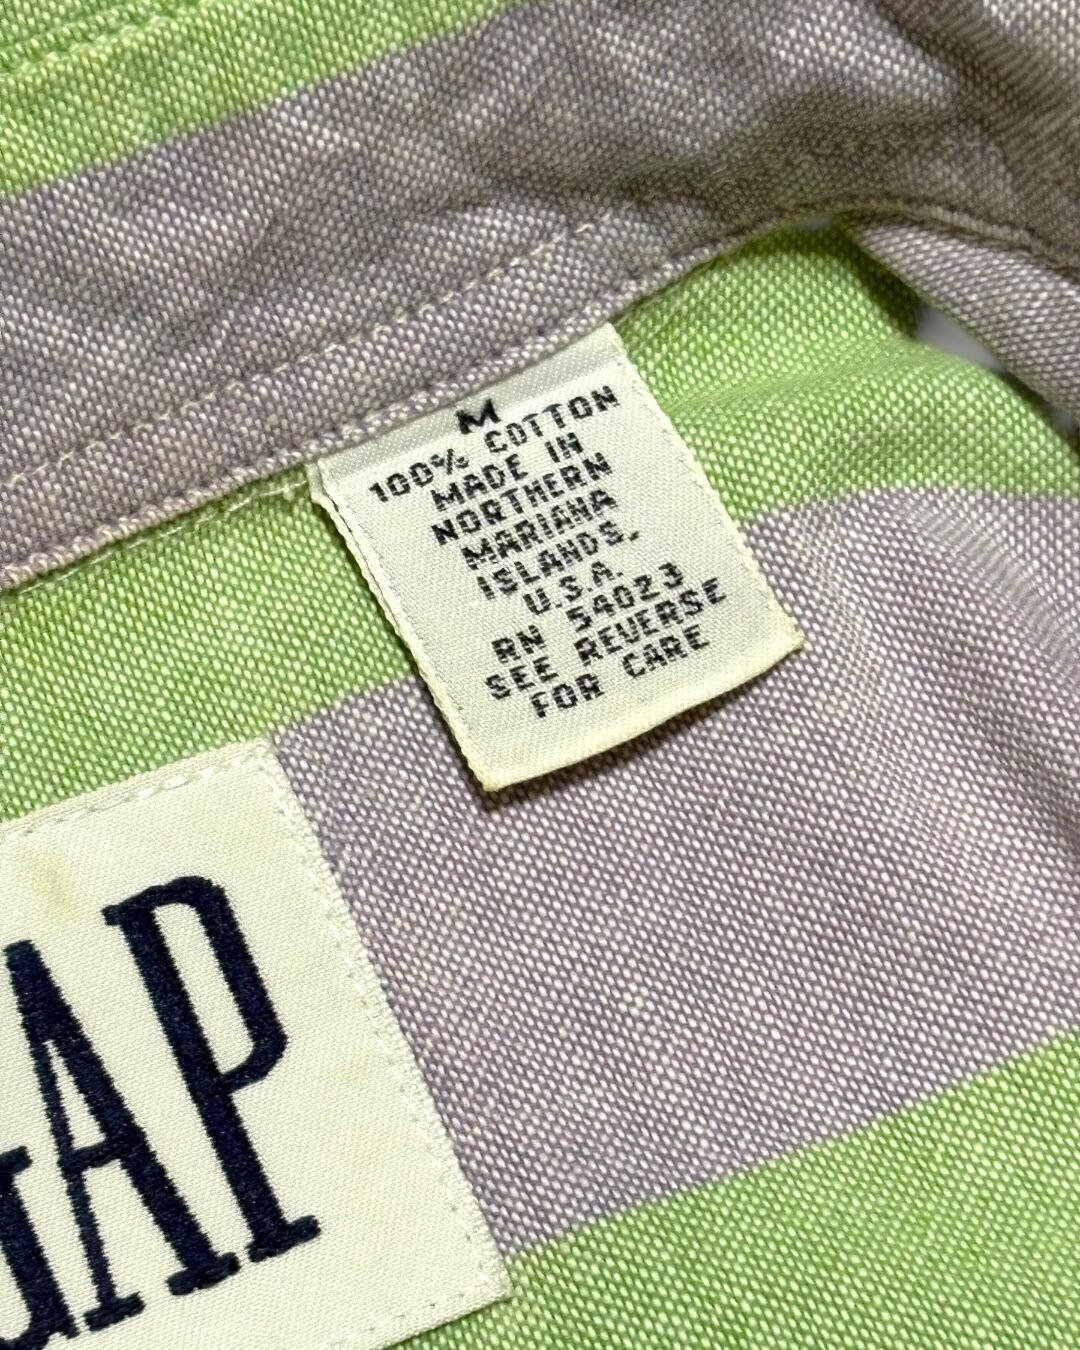 M
100% COTTON
MADE IN
NORTHERN
MARIANA
ISLANDS,
U.S.A.
RN 54023
SEE REVERSE
FOR CARE
GAP